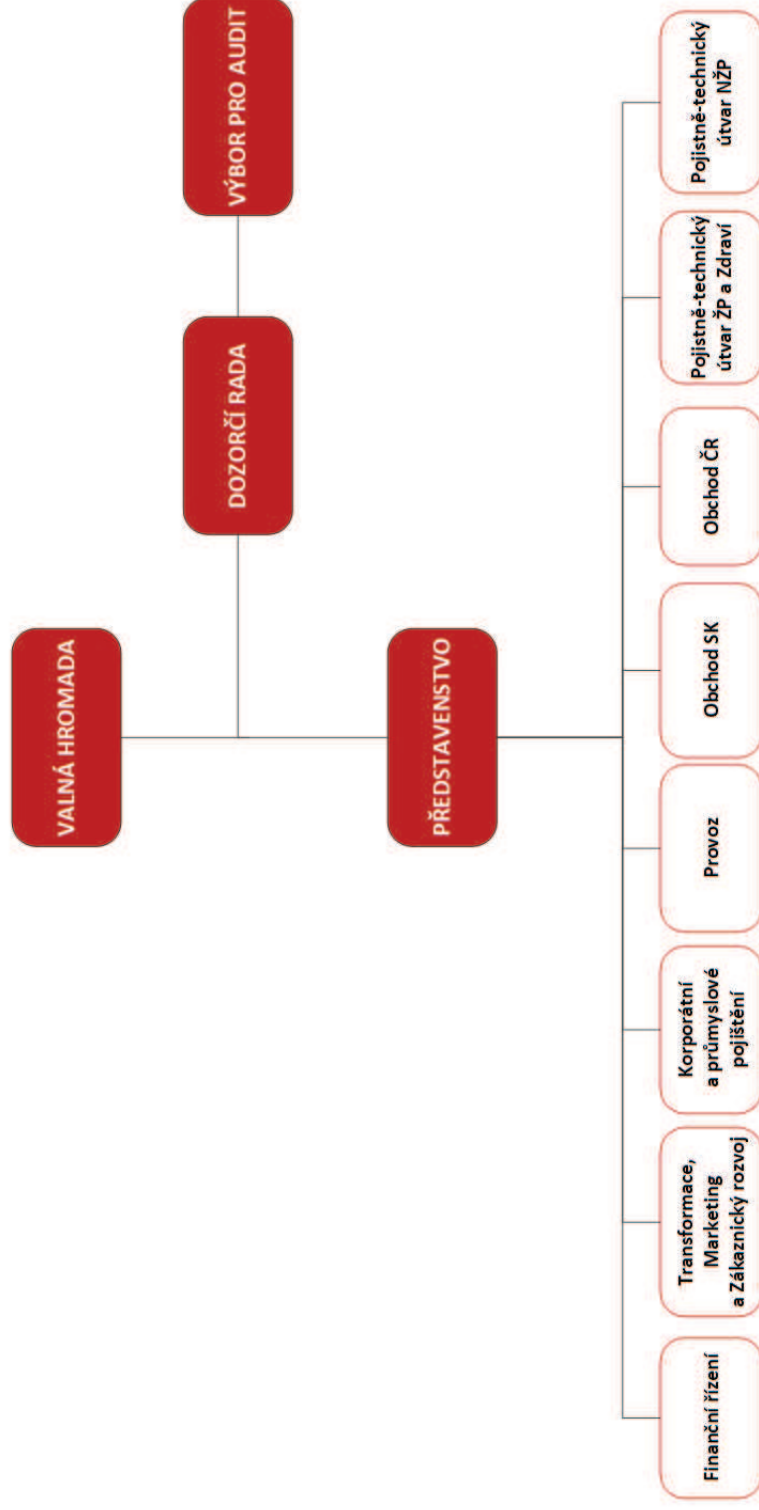 VALNÁ HROMADA
DOZORČÍ RADA
VÝBOR PRO AUDIT
PŘEDSTAVENSTVO
Finanční řízení
Transformace,
Marketing
a Zákaznický rozvoj
Korporátní
a průmyslové
pojištění
Provoz
Obchod SK
Obchod ČR
Pojistně-technický
útvar ŽP a Zdraví
Pojistně-technický
útvar NŽP